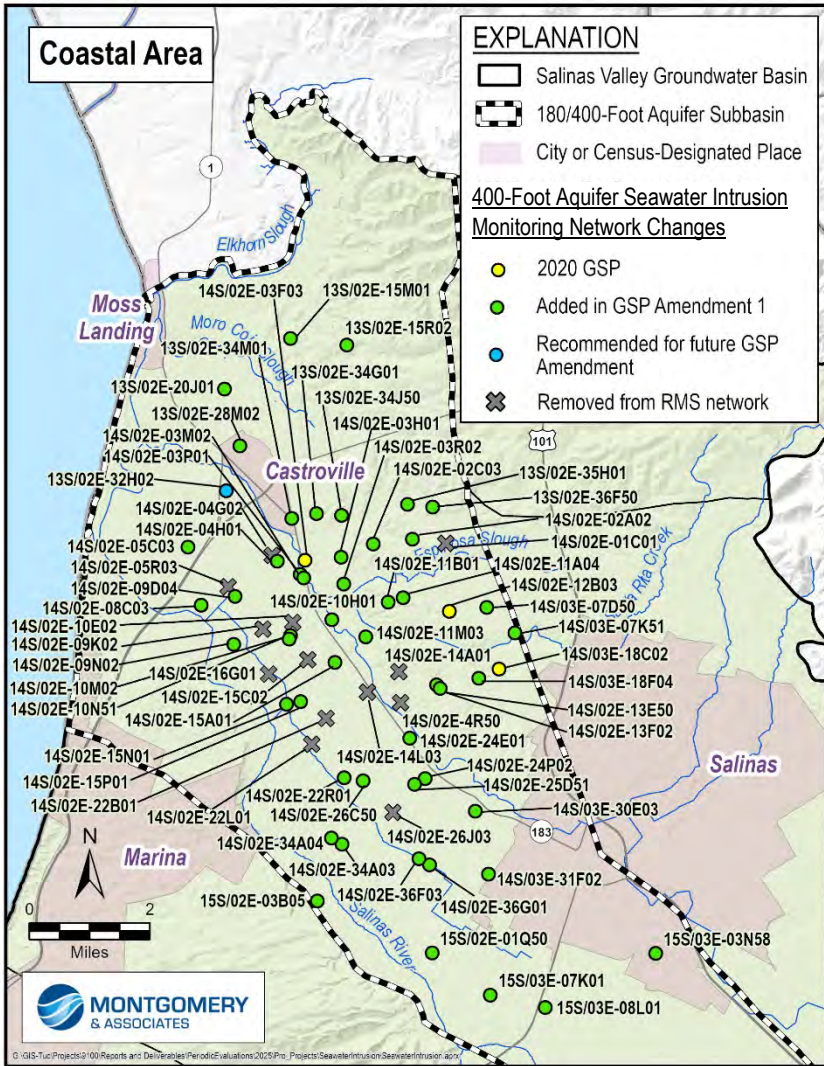 Coastal Area
EXPLANATION
Salinas Valley Groundwater Basin
180/400-Foot Aquifer Subbasin
City or Census-Designated Place
400-Foot Aquifer Seawater Intrusion
Monitoring Network Changes
2020 GSP
Added in GSP Amendment 1
Recommended for future GSP
Amendment
Removed from RMS network
1
101
183
Elkhorn Slough
Moss
Landing
Moro Cojo Slough
14S/02E-03F03
13S/02E-15M01
13S/02E-15R02
13S/02E-34M01
13S/02E-34G01
13S/02E-20J01
13S/02E-34J50
13S/02E-28M02
14S/02E-03H01
14S/02E-03M02
14S/02E-03R02
14S/02E-03P01
14S/02E-02C03
Castroville
13S/02E-32H02
13S/02E-35H01
14S/02E-04G02
13S/02E-36F50
14S/02E-04H01
14S/02E-02A02
14S/02E-05C03
14S/02E-01C01
14S/02E-05R03
14S/02E-11B01
14S/02E-11A04
14S/02E-09D04
14S/02E-12B03
14S/02E-08C03
14S/02E-10H01
14S/03E-07D50
14S/02E-10E02
14S/03E-07K51
14S/02E-09K02
14S/02E-11M03
14S/02E-09N02
14S/02E-14A01
14S/03E-18C02
14S/02E-10M02
14S/02E-16G01
14S/03E-18F04
14S/02E-10N51
14S/02E-15C02
14S/02E-13E50
14S/02E-15A01
14S/02E-4R50
14S/02E-13F02
14S/02E-24E01
14S/02E-15N01
14S/02E-14L03
14S/02E-24P02
14S/02E-15P01
14S/02E-25D51
14S/02E-22B01
14S/02E-22R01
14S/02E-22L01
14S/02E-26C50
14S/03E-30E03
14S/02E-26J03
Salinas
Marina
14S/02E-34A04
14S/02E-34A03
14S/02E-36F03
14S/03E-31F02
14S/02E-36G01
15S/02E-03B05
Salinas River
15S/02E-01Q50
15S/03E-03N58
15S/03E-07K01
15S/03E-08L01
N
0 2
Miles
MONTGOMERY
& ASSOCIATES